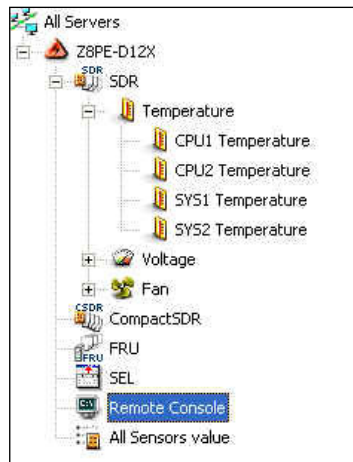 All Servers
Z8PE-D12X
SDR
SDR
Temperature
CPU1 Temperature
CPU2 Temperature
SYS1 Temperature
SYS2 Temperature
Voltage
Fan
CSDR
CompactSDR
FRU
FRU
SEL
C:\
Remote Console
All Sensors value